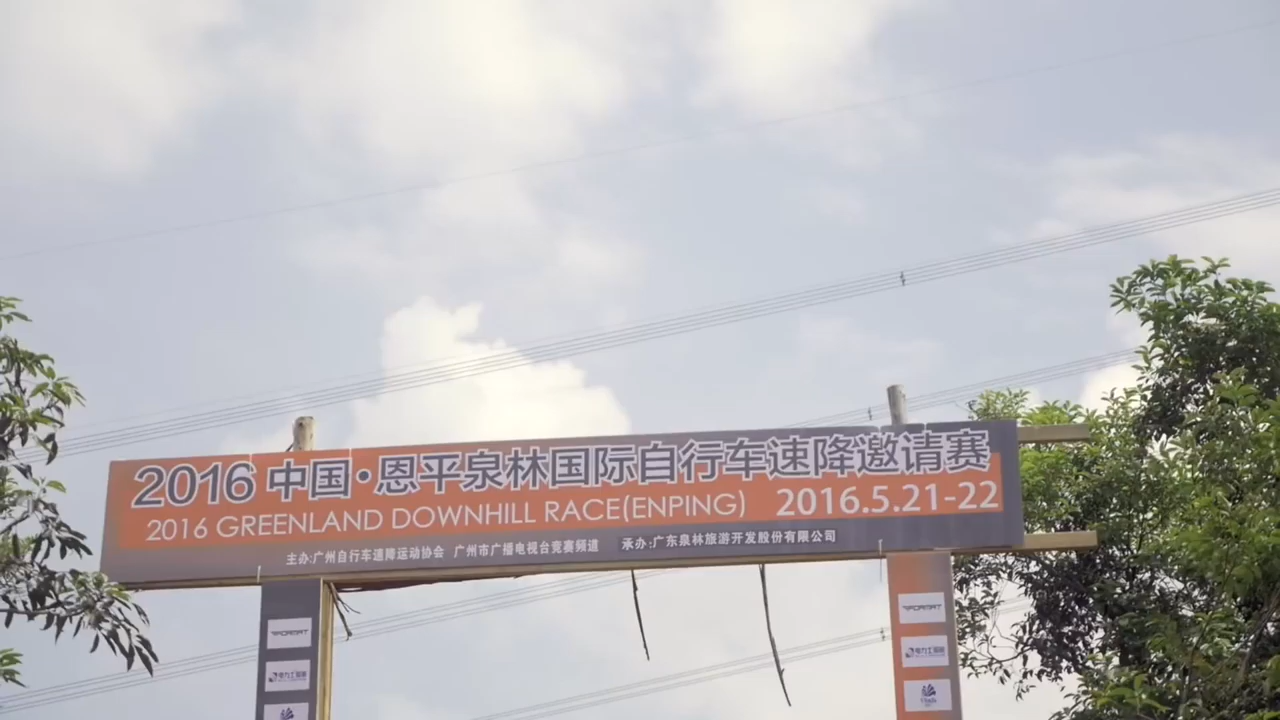 2016 中国·恩平泉林国际自行车速降邀请赛
2016 GREENLAND DOWNHILL RACE(ENPING) 2016.5.21-22
主办:广州自行车速降运动协会 广州市广播电视台竞赛频道 承办:广东泉林旅游开发股份有限公司
FORMAT
FORMAT